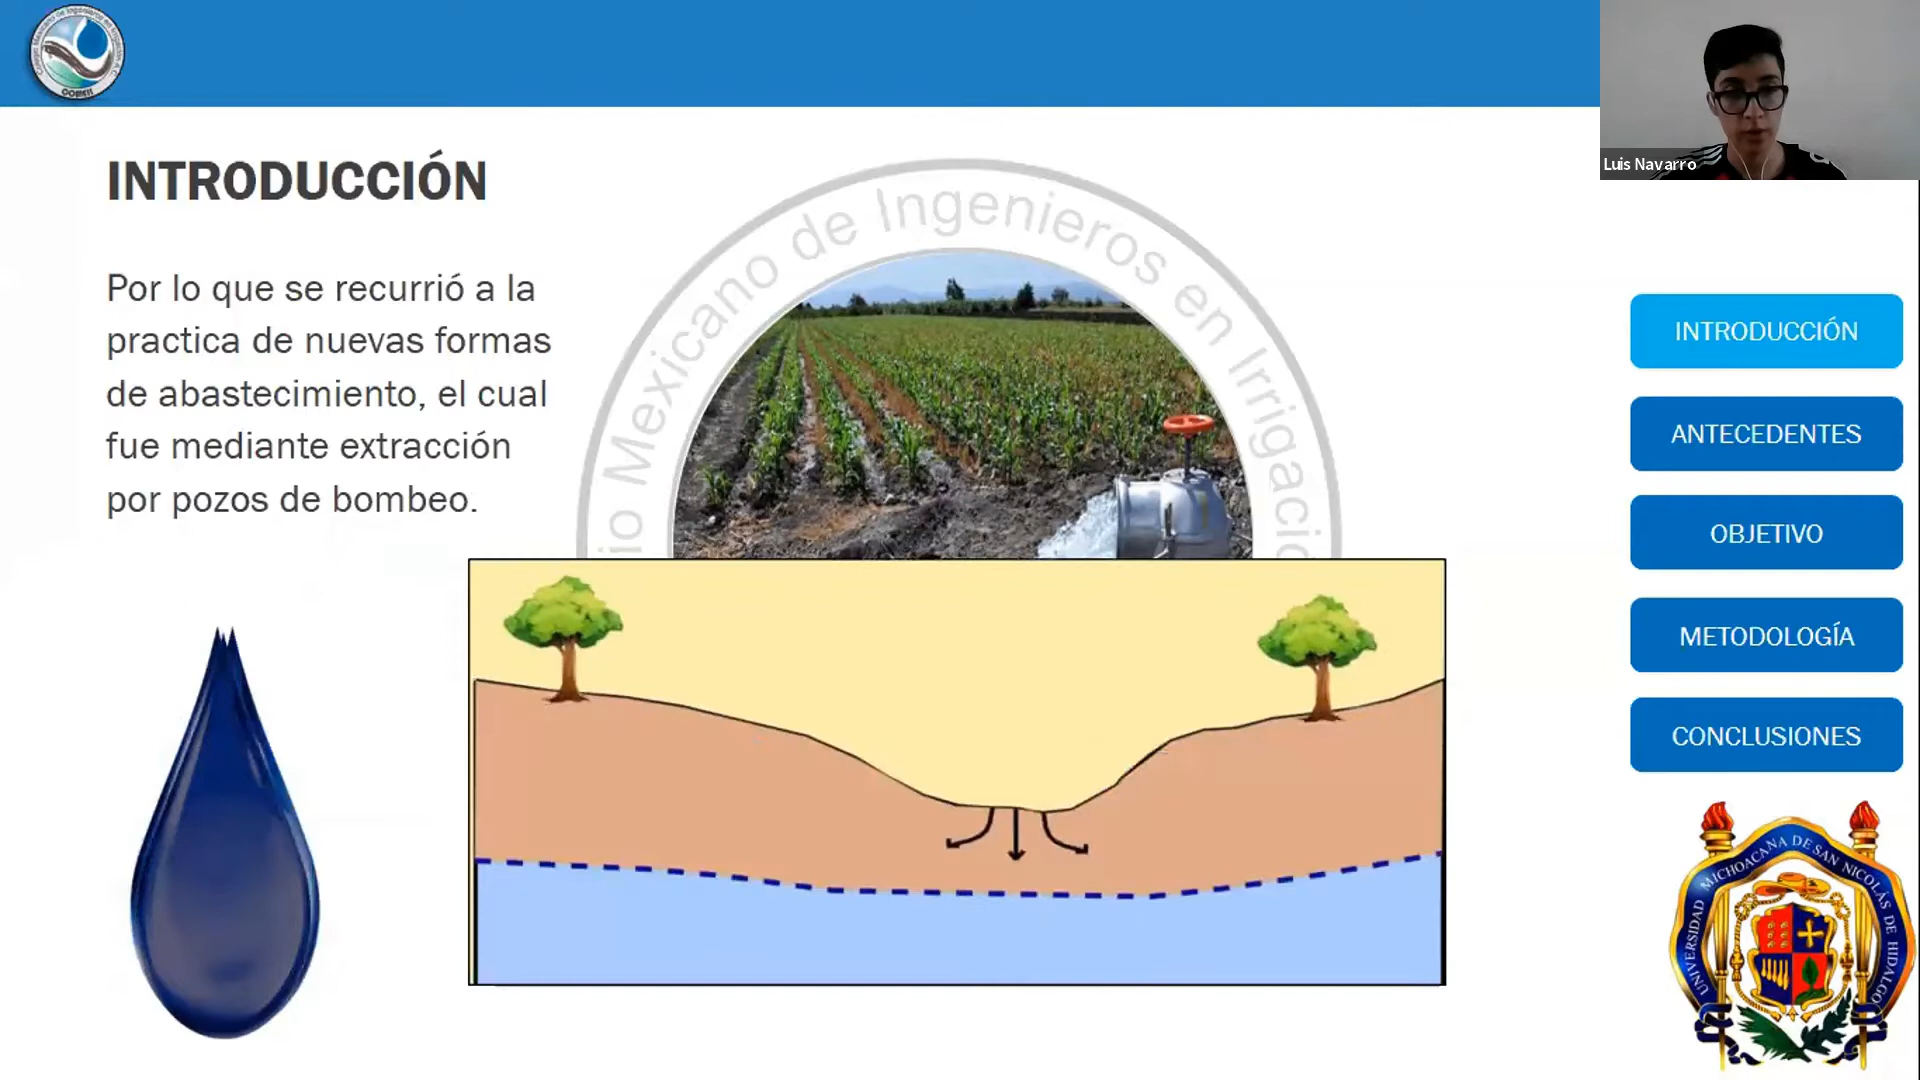 COMEII
Luis Navarro
INTRODUCCIÓN
Por lo que se recurrió a la
practica de nuevas formas
de abastecimiento, el cual
fue mediante extracción
por pozos de bombeo.
io Mexicano de Ingenieros en Irrigació
INTRODUCCIÓN
ANTECEDENTES
OBJETIVO
METODOLOGÍA
CONCLUSIONES
UNIVERSIDAD MICHOACANA DE SAN NICOLÁS DE HIDALGO